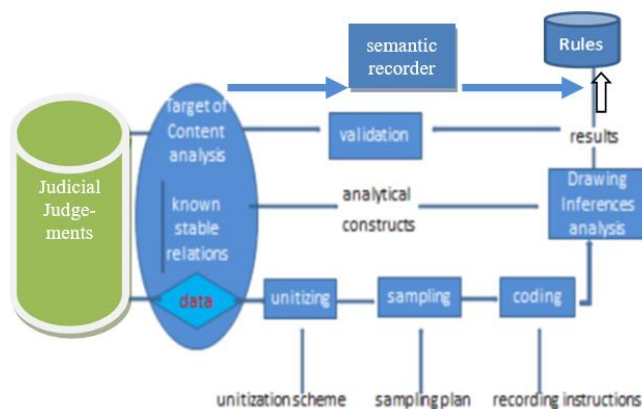 semantic
recorder
Rules
Target of
Content
analysis
validation
results
Judicial
Judge-
ments
known
stable
relations
analytical
constructs
Drawing
Inferences
analysis
data
unitizing
sampling
coding
unitization scheme
sampling plan
recording instructions